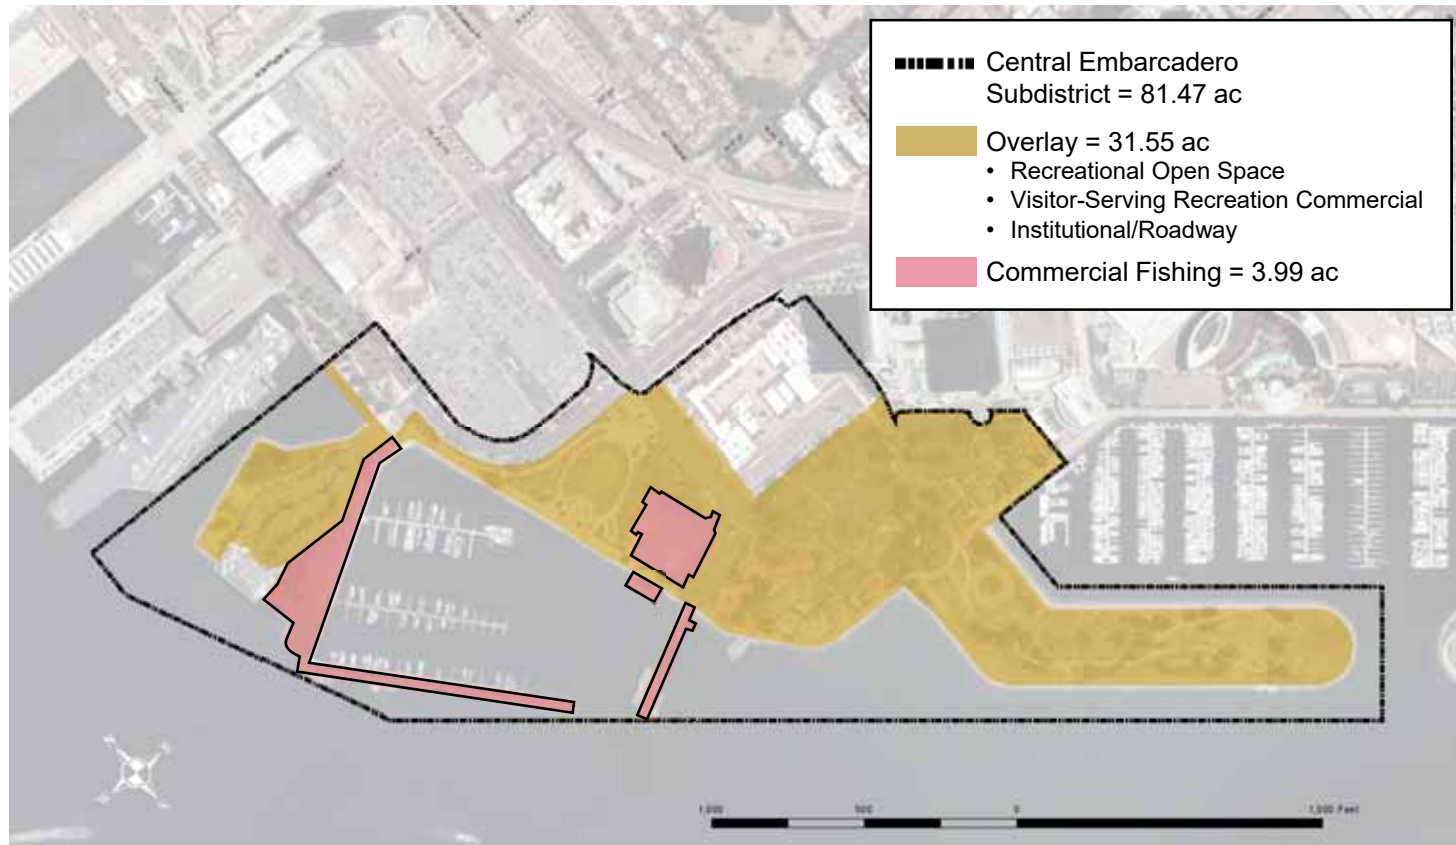 Central Embarcadero
Subdistrict = 81.47 ac
Overlay = 31.55 ac
• Recreational Open Space
• Visitor-Serving Recreation Commercial
• Institutional/Roadway
Commercial Fishing = 3.99 ac
1,000 500 0 1,000 Feet